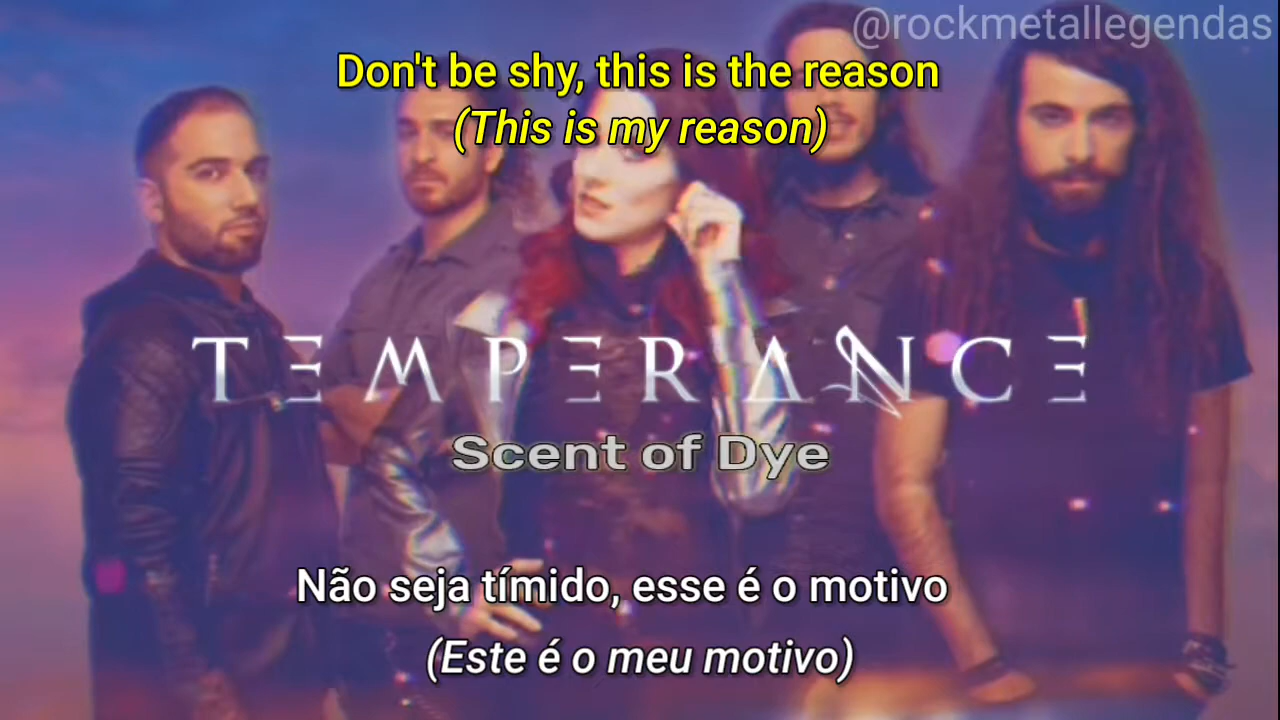 @rockmetallegendas
Don't be shy, this is the reason
(This is my reason)
TEMPERANCE
Scent of Dye
Não seja tímido, esse é o motivo
(Este é o meu motivo)